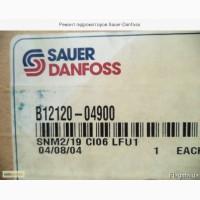 Ремонт гидромоторов Sauer-Danfoss
SAUER
DANFOSS
B12120-04900
SNM2/19 CI06 LFU1
04/08/04 1 EACH